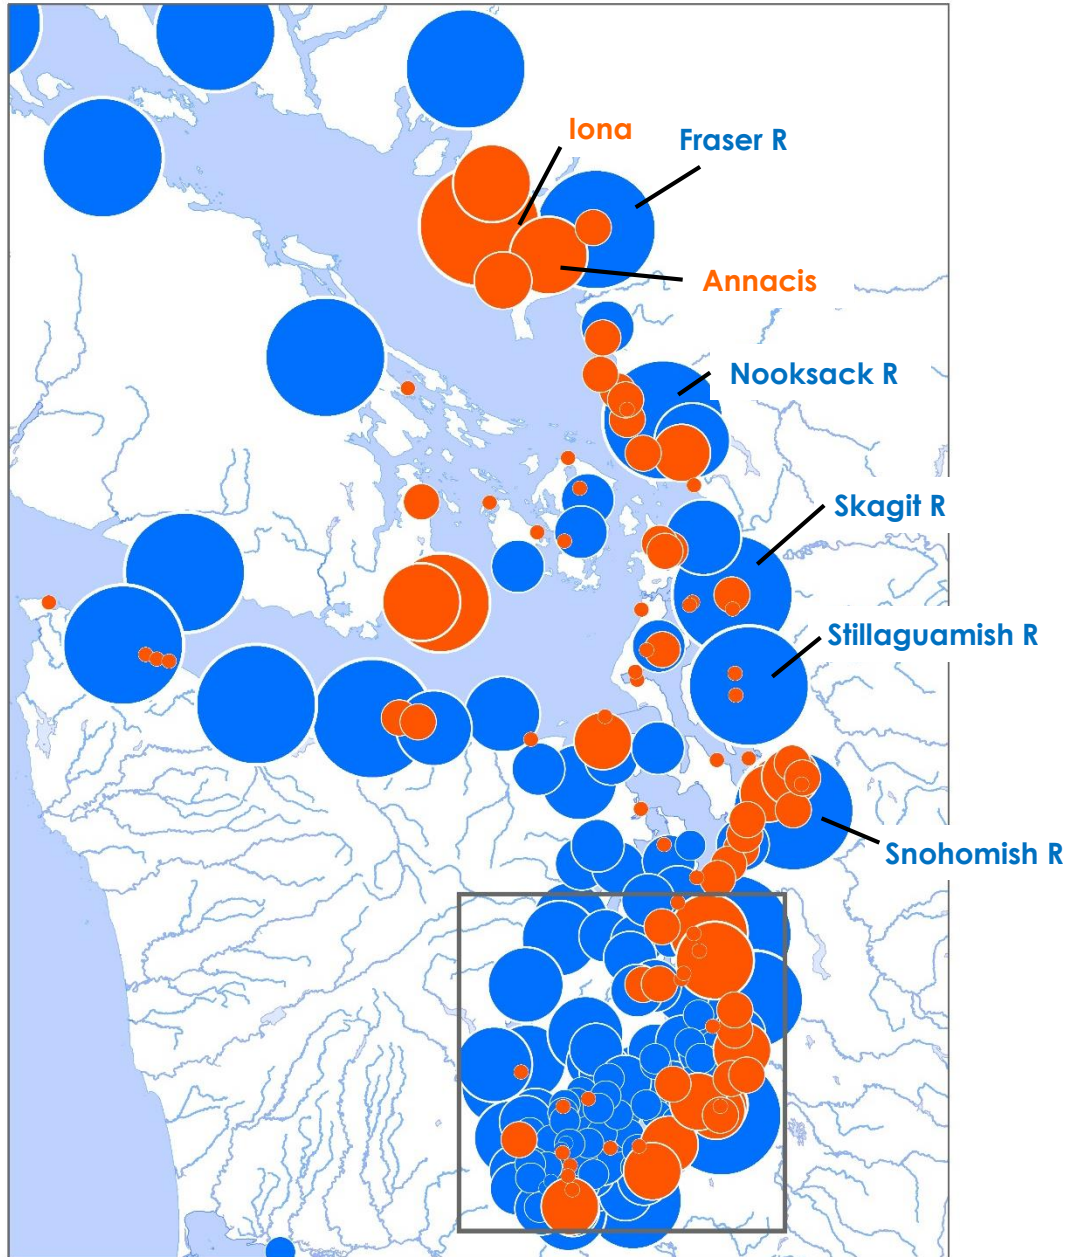 Iona
Fraser R
Annacis
Nooksack R
Skagit R
Stillaguamish R
Snohomish R